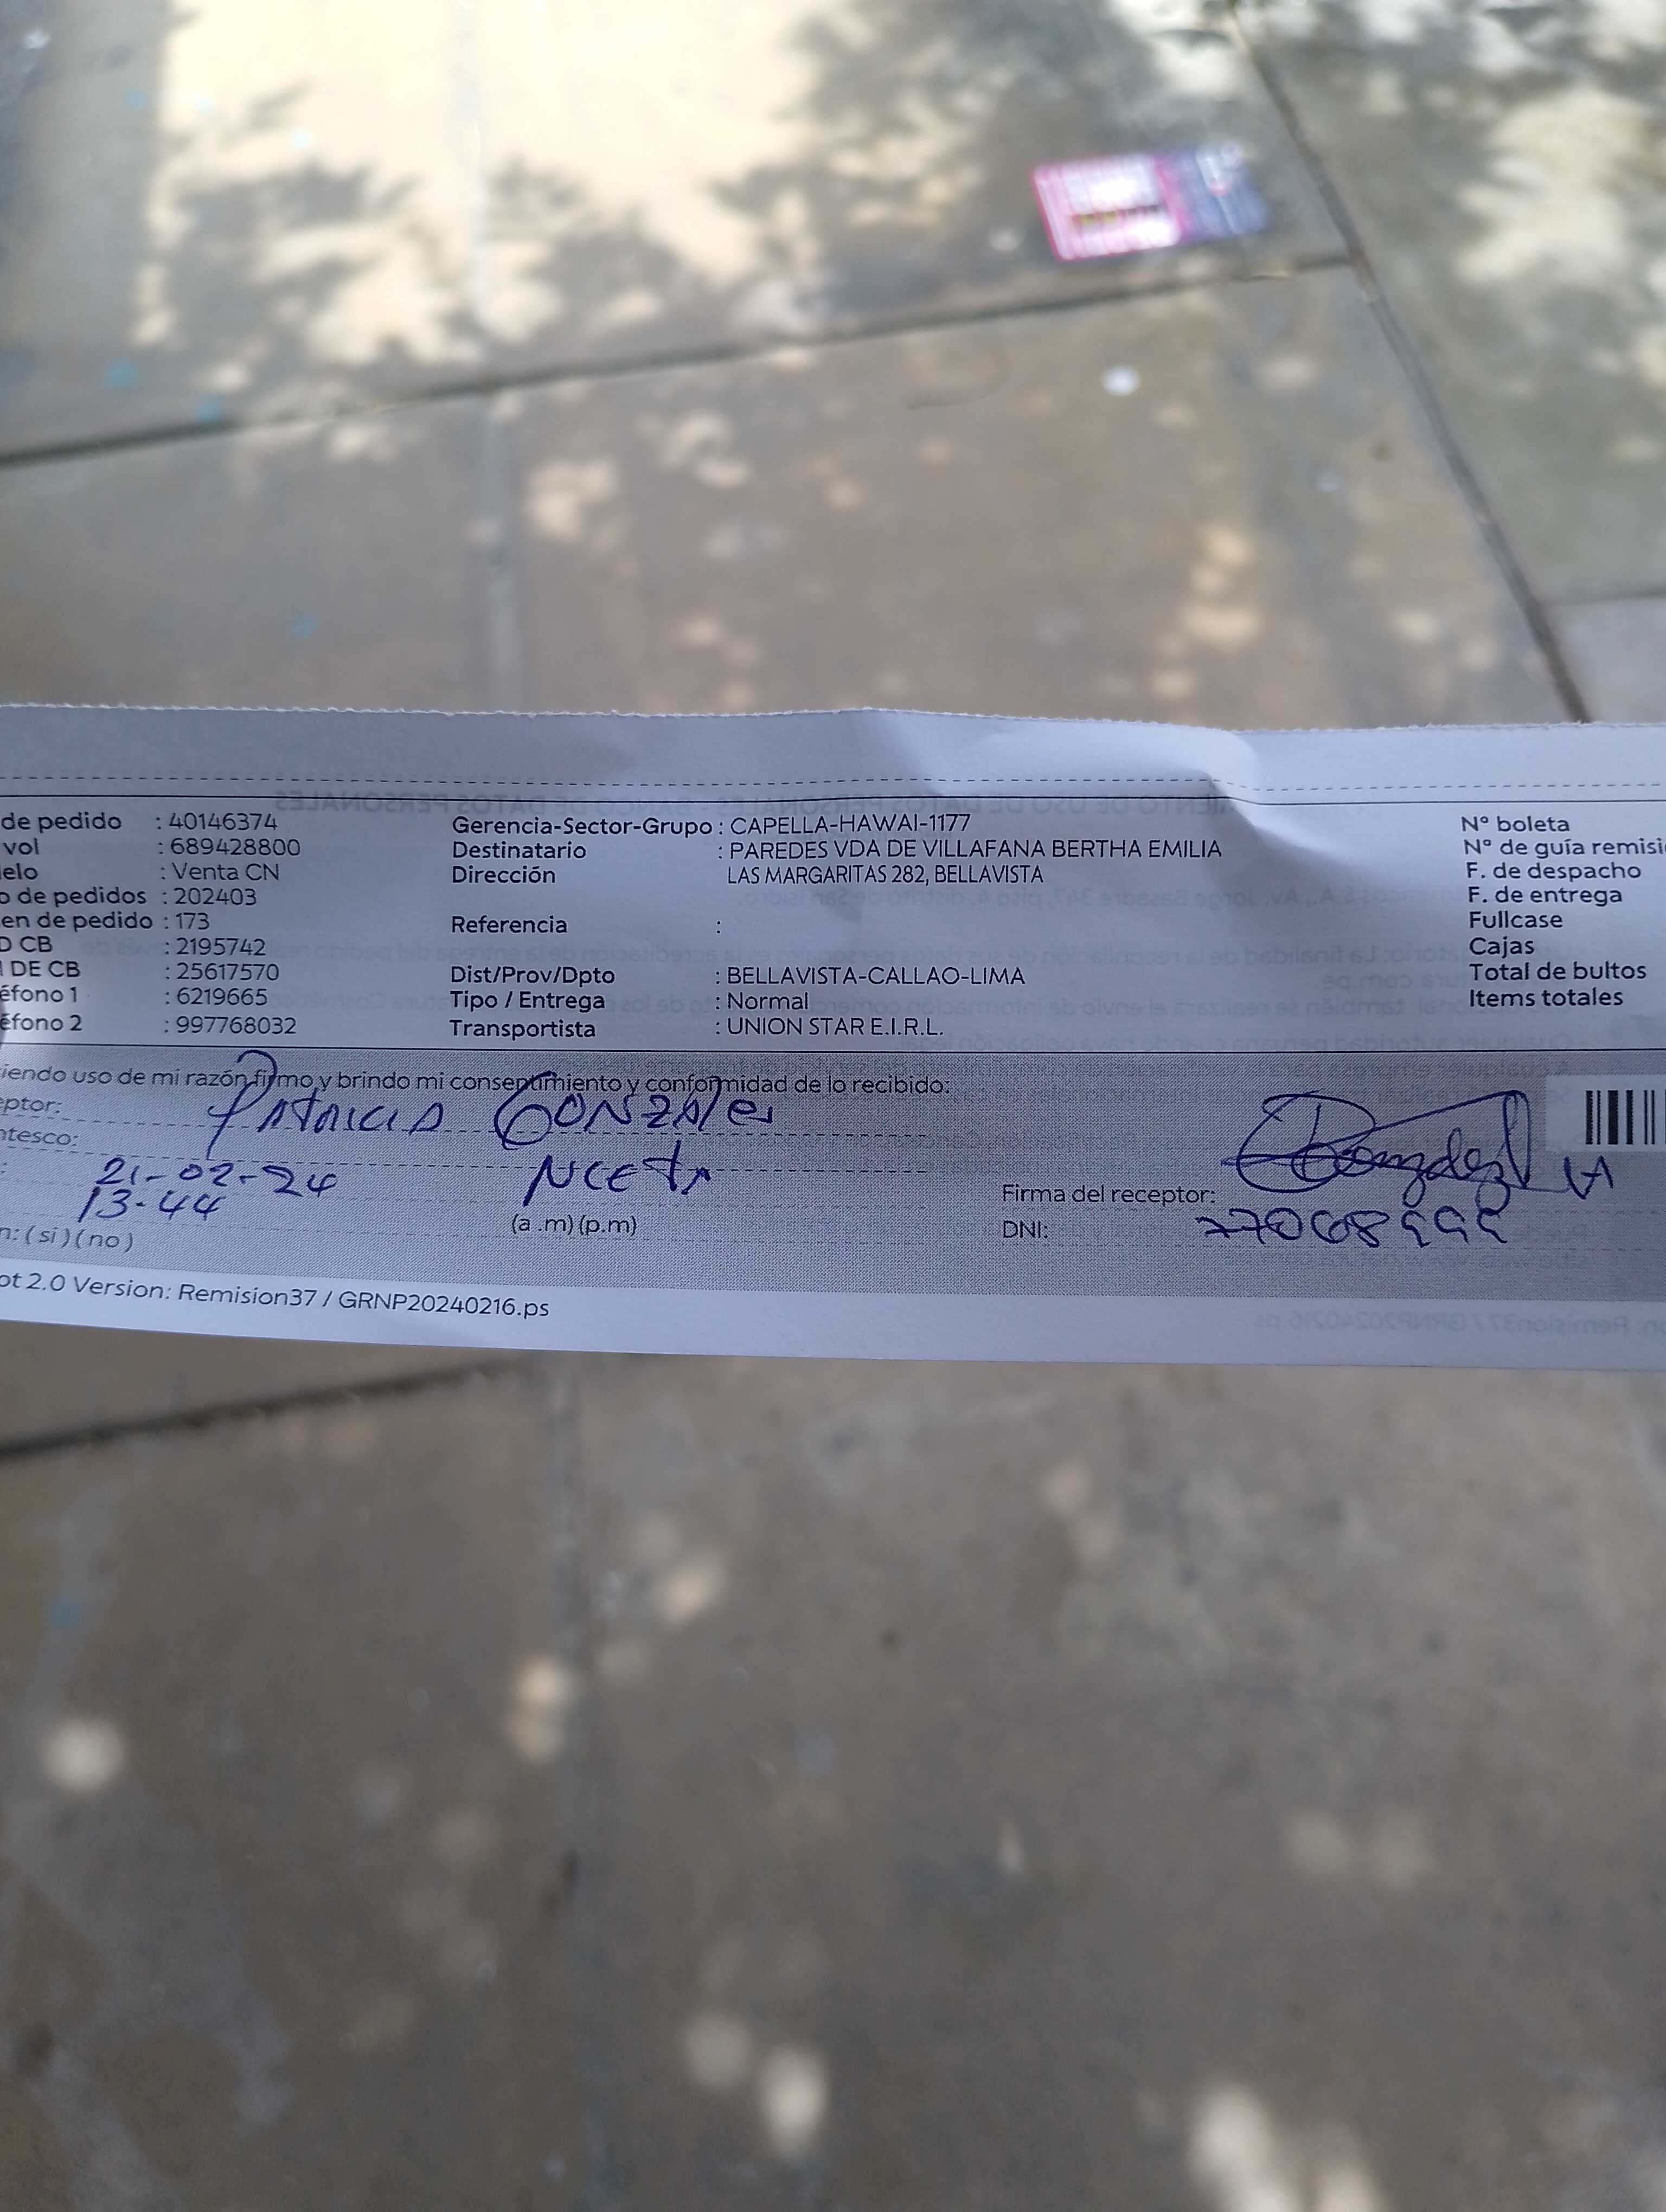 de pedido : 40146374
vol : 689428800
elo : Venta CN
o de pedidos : 202403
en de pedido : 173
D CB : 2195742
I DE CB : 25617570
éfono 1 : 6219665
éfono 2 : 997768032
Gerencia-Sector-Grupo : CAPELLA-HAWAI-1177
Destinatario : PAREDES VDA DE VILLAFANA BERTHA EMILIA
Dirección LAS MARGARITAS 282, BELLAVISTA
Referencia :
Dist/Prov/Dpto : BELLAVISTA-CALLAO-LIMA
Tipo / Entrega : Normal
Transportista : UNION STAR E.I.R.L.
N° boleta
N° de guía remisi
F. de despacho
F. de entrega
Fullcase
Cajas
Total de bultos
Items totales
iendo uso de mi razón firmo y brindo mi consentimiento y conformidad de lo recibido:
eptor: PATRICIA GONZALES
ntesco: NIETA
: 21-02-24
13-44
(a .m) (p.m)
n: ( si ) ( no )
Firma del receptor:
DNI:
pt 2.0 Version: Remision37 / GRNP20240216.ps